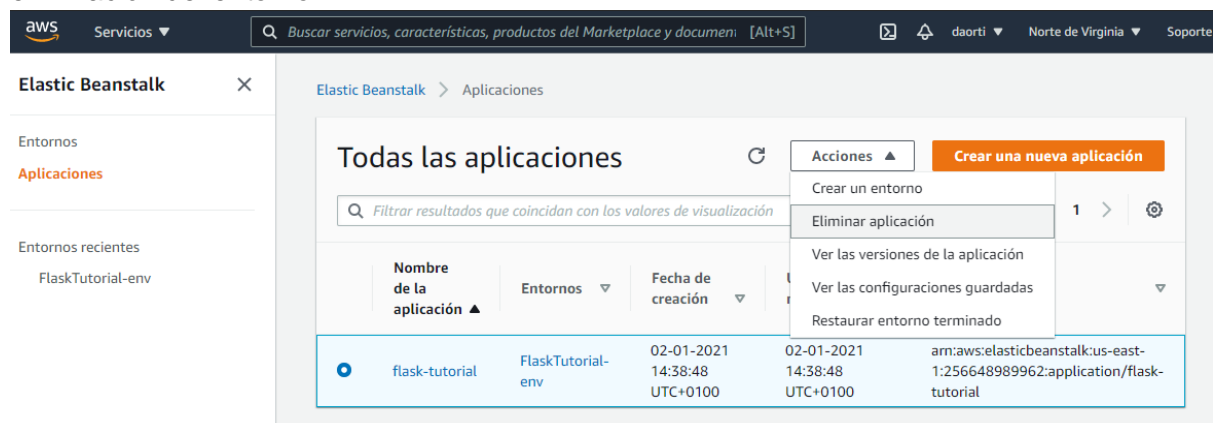 aws Servicios ▼ Buscar servicios, características, productos del Marketplace y documen [Alt+S] daorti ▼ Norte de Virginia ▼ Soporte
Elastic Beanstalk
Elastic Beanstalk > Aplicaciones
Entornos
Aplicaciones
Entornos recientes
FlaskTutorial-env
Todas las aplicaciones
Acciones ▲
Crear una nueva aplicación
Crear un entorno
Eliminar aplicación
Ver las versiones de la aplicación
Ver las configuraciones guardadas
Restaurar entorno terminado
Filtrar resultados que coincidan con los valores de visualización
1 >
Nombre
de la
aplicación ▲
Entornos
Fecha de
creación
flask-tutorial
FlaskTutorial-
env
02-01-2021
14:38:48
UTC+0100
02-01-2021
14:38:48
UTC+0100
arn:aws:elasticbeanstalk:us-east-
1:256648989962:application/flask-
tutorial